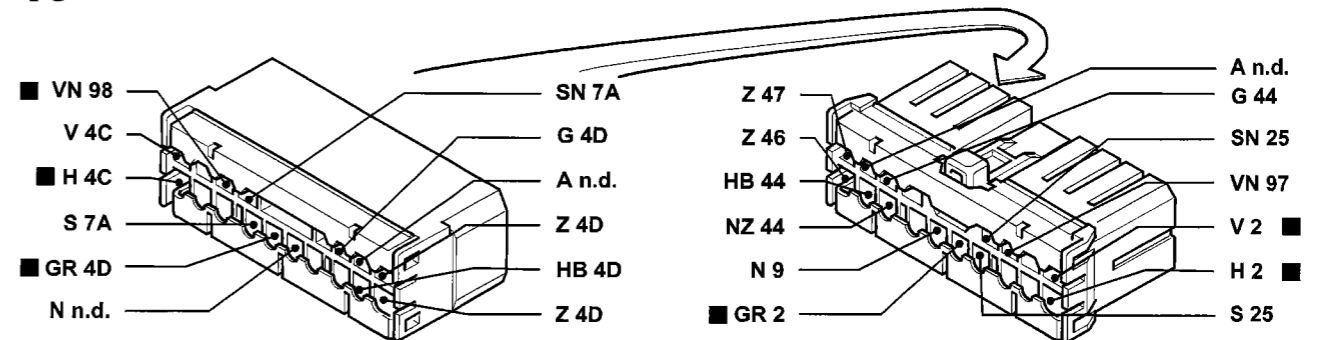 ■ VN 98
V 4C
■ H 4C
S 7A
■ GR 4D
N n.d.
SN 7A
G 4D
A n.d.
Z 4D
HB 4D
Z 4D
Z 47
Z 46
HB 44
NZ 44
N 9
■ GR 2
A n.d.
G 44
SN 25
VN 97
V 2 ■
H 2 ■
S 25